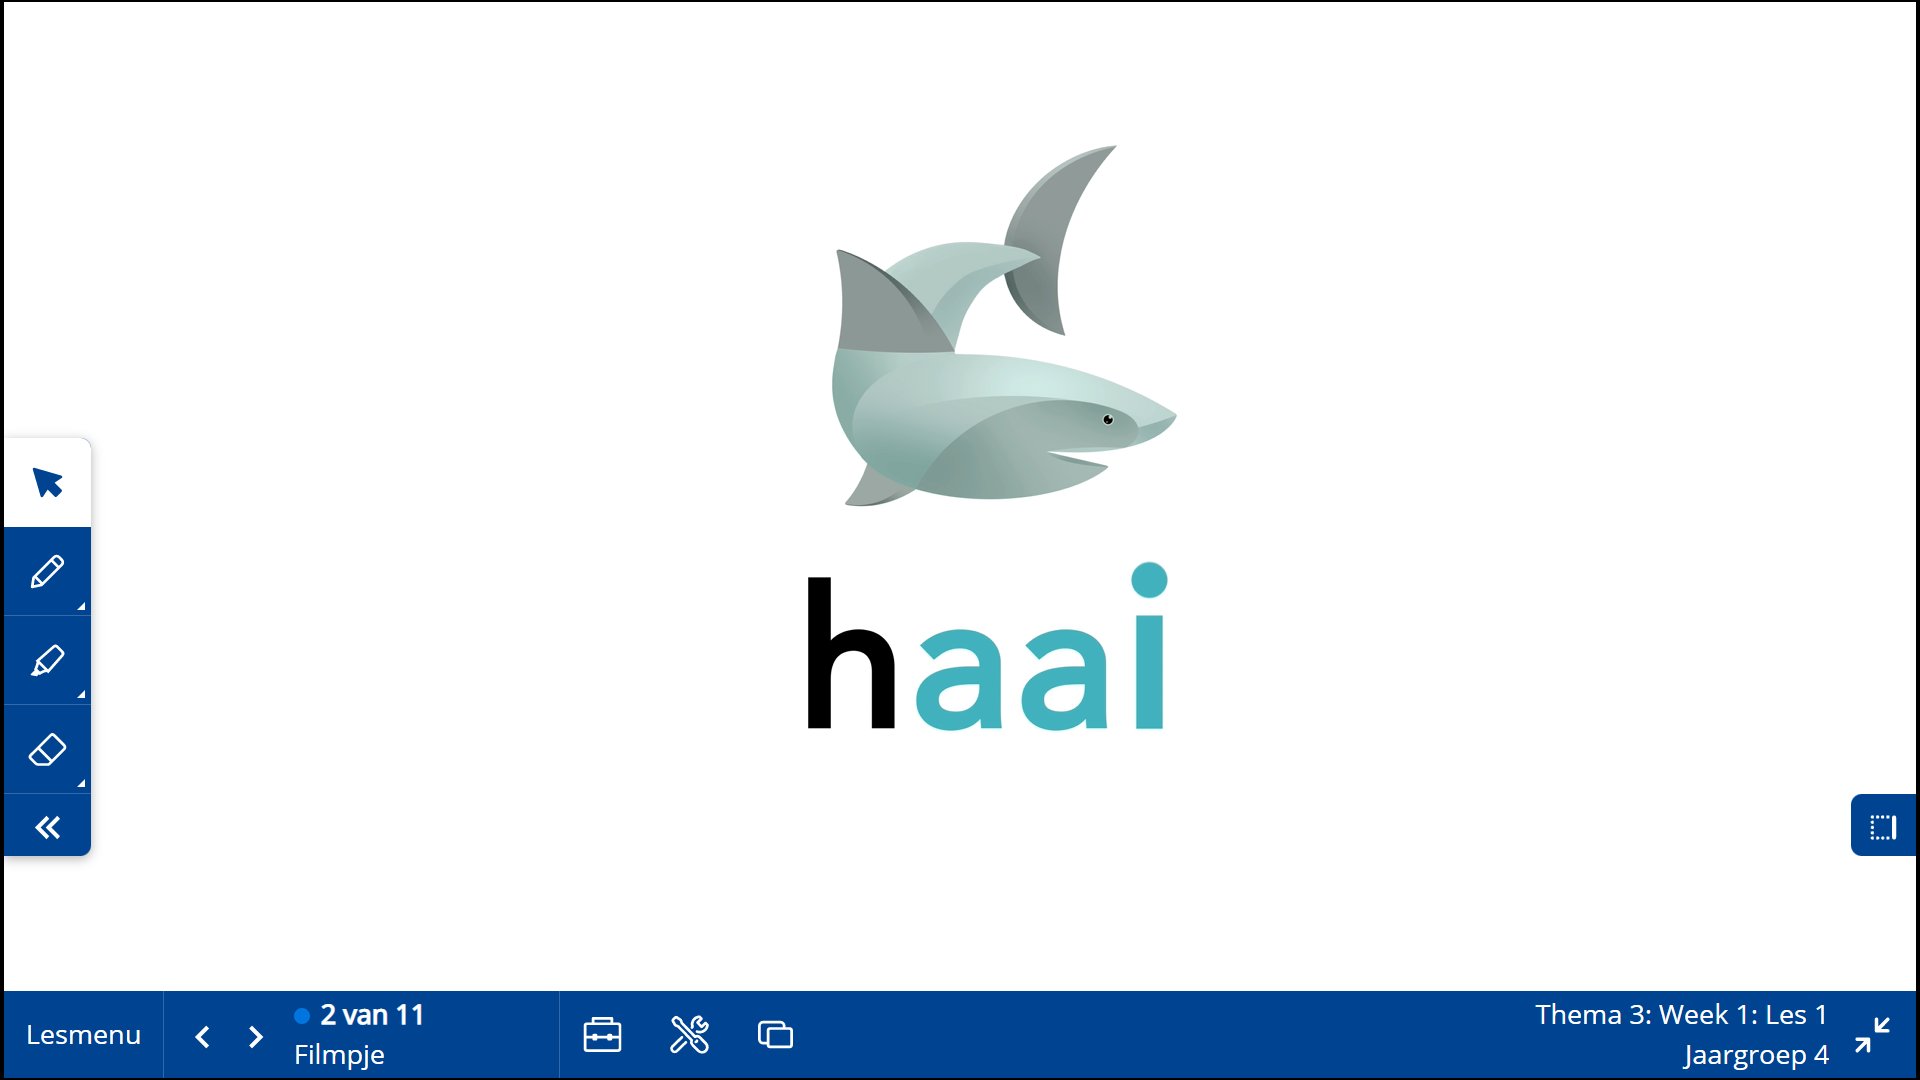 haai
Lesmenu
2 van 11
Filmpje
Thema 3: Week 1: Les 1
Jaargroep 4